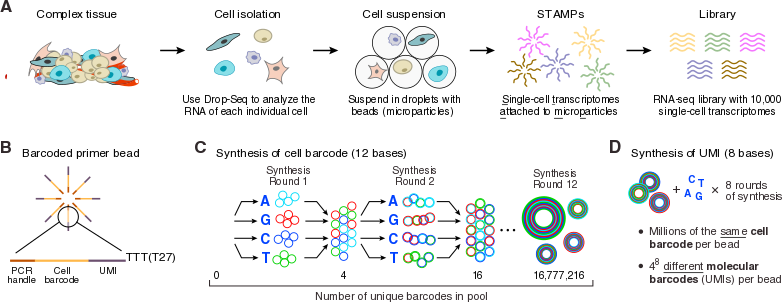 A
Complex tissue
Cell isolation
Cell suspension
STAMPs
Library
Use Drop-Seq to analyze the
RNA of each individual cell
Suspend in droplets with
beads (microparticles)
Single-cell transcriptomes
attached to microparticles
RNA-seq library with 10,000
single-cell transcriptomes
B
Barcoded primer bead
TTT(T27)
PCR
handle
Cell
barcode
UMI
C
Synthesis of cell barcode (12 bases)
Synthesis
Round 1
Synthesis
Round 2
Synthesis
Round 12
A
G
C
T
A
G
C
T
...
0
4
16
16,777,216
Number of unique barcodes in pool
D
Synthesis of UMI (8 bases)
+ C T A G × 8 rounds
of synthesis
• Millions of the same cell
barcode per bead
• 4⁸ different molecular
barcodes (UMIs) per bead